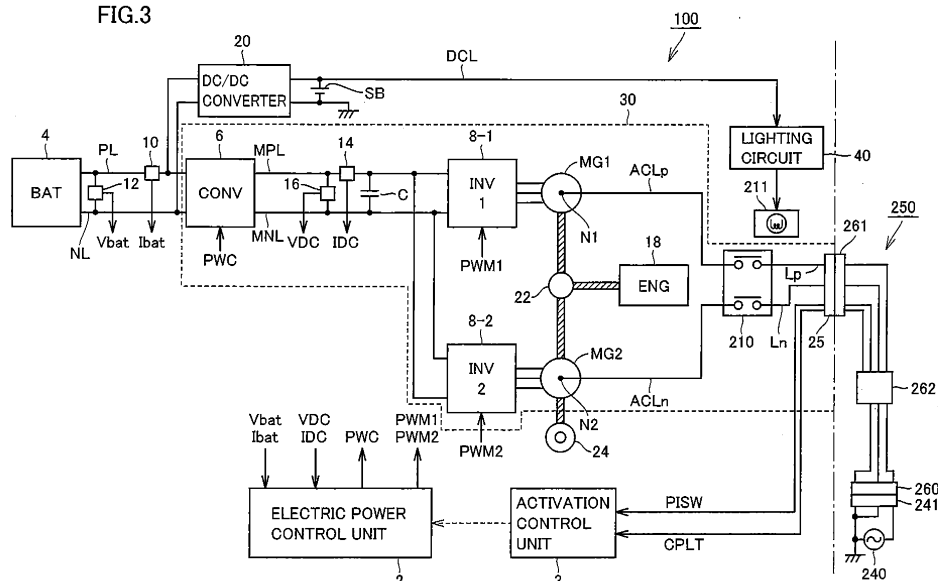 FIG.3
100
20
DC/DC
CONVERTER
DCL
SB
30
4
BAT
PL
NL
10
12
Vbat
Ibat
6
CONV
PWC
MPL
MNL
14
16
VDC
IDC
C
8-1
INV
1
PWM1
MG1
N1
ACLp
LIGHTING
CIRCUIT
40
211
261
250
18
ENG
22
Lp
Ln
210
25
8-2
INV
2
PWM2
MG2
N2
ACLn
24
262
Vbat
Ibat
VDC
IDC
PWC
PWM1
PWM2
ELECTRIC POWER
CONTROL UNIT
2
ACTIVATION
CONTROL
UNIT
3
PISW
CPLT
260
241
240